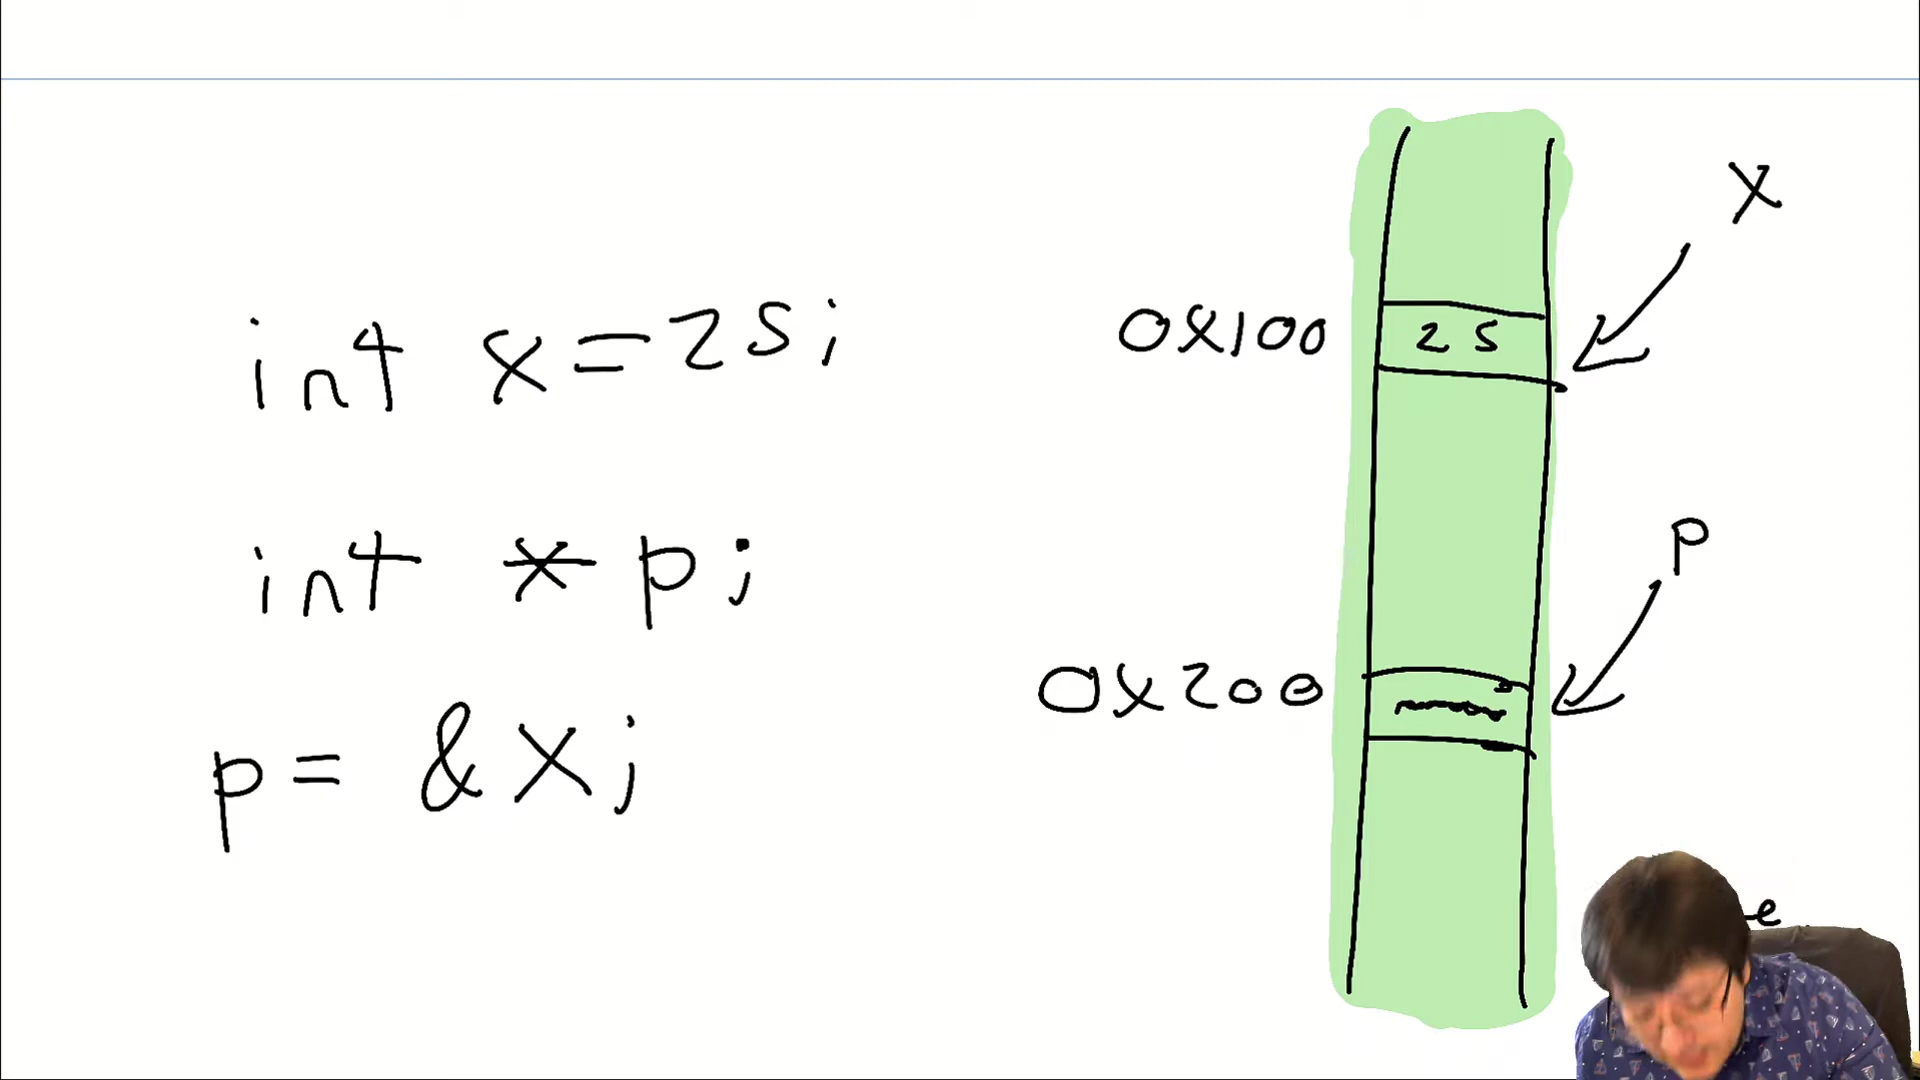 int x=25;
int *p;
p= &x;
x
0x100
25
p
0x200
e